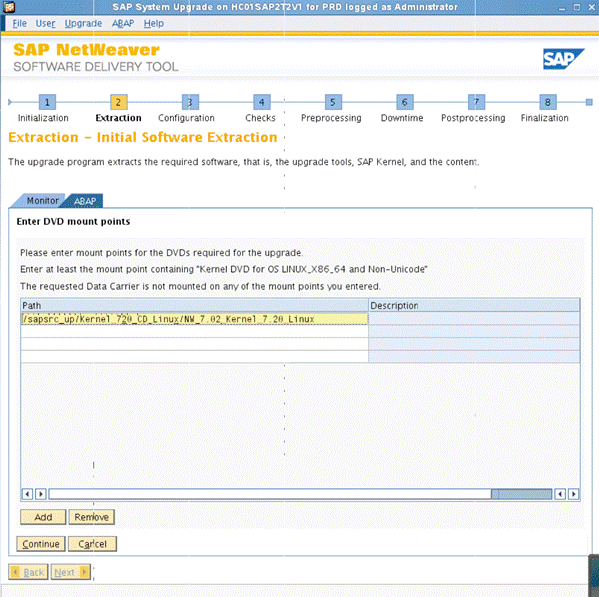 SAP System Upgrade on HC01SAP2T2V1 for PRD logged as Administrator
File User Upgrade ABAP Help
SAP NetWeaver
SOFTWARE DELIVERY TOOL
SAP
1 2 3 4 5 6 7 8
Initialization Extraction Configuration Checks Preprocessing Downtime Postprocessing Finalization
Extraction - Initial Software Extraction
The upgrade program extracts the required software, that is, the upgrade tools, SAP Kernel, and the content.
Monitor ABAP
Enter DVD mount points
Please enter mount points for the DVDs required for the upgrade.
Enter at least the mount point containing "Kernel DVD for OS LINUX_X86_64 and Non-Unicode"
The requested Data Carrier is not mounted on any of the mount points you entered.
Path Description
/sapsrc_up/Kernel_720_CD_Linux/NW_7.02_Kernel_7.20_Linux
Add Remove
Continue Cancel
Back Next